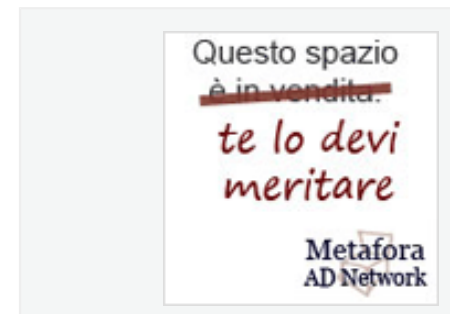 Questo spazio
è in vendita.
te lo devi
meritare
Metafora
AD Network